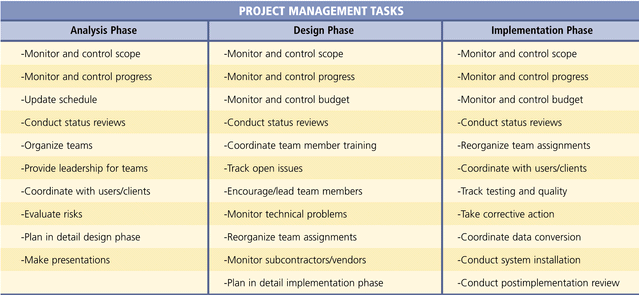 PROJECT MANAGEMENT TASKS
Analysis Phase Design Phase Implementation Phase
-Monitor and control scope -Monitor and control scope -Monitor and control scope
-Monitor and control progress -Monitor and control progress -Monitor and control progress
-Update schedule -Monitor and control budget -Monitor and control budget
-Conduct status reviews -Conduct status reviews -Conduct status reviews
-Organize teams -Coordinate team member training -Reorganize team assignments
-Provide leadership for teams -Track open issues -Coordinate with users/clients
-Coordinate with users/clients -Encourage/lead team members -Track testing and quality
-Evaluate risks -Monitor technical problems -Take corrective action
-Plan in detail design phase -Reorganize team assignments -Coordinate data conversion
-Make presentations -Monitor subcontractors/vendors -Conduct system installation
-Plan in detail implementation phase -Conduct postimplementation review